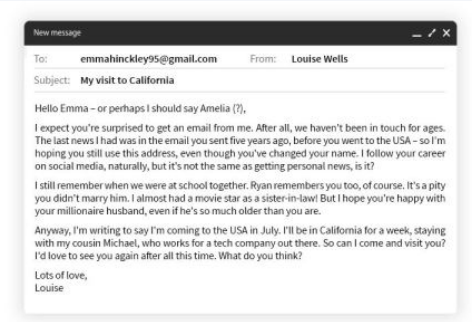 New message
To: emmahinckley95@gmail.com From: Louise Wells
Subject: My visit to California
Hello Emma – or perhaps I should say Amelia (?),
I expect you're surprised to get an email from me. After all, we haven't been in touch for ages.
The last news I had was in the email you sent five years ago, before you went to the USA – so I'm
hoping you still use this address, even though you've changed your name. I follow your career
on social media, naturally, but it's not the same as getting personal news, is it?
I still remember when we were at school together. Ryan remembers you too, of course. It's a pity
you didn't marry him. I almost had a movie star as a sister-in-law! But I hope you're happy with
your millionaire husband, even if he's so much older than you are.
Anyway, I'm writing to say I'm coming to the USA in July. I'll be in California for a week, staying
with my cousin Michael, who works for a tech company out there. So can I come and visit you?
I'd love to see you again after all this time. What do you think?
Lots of love,
Louise